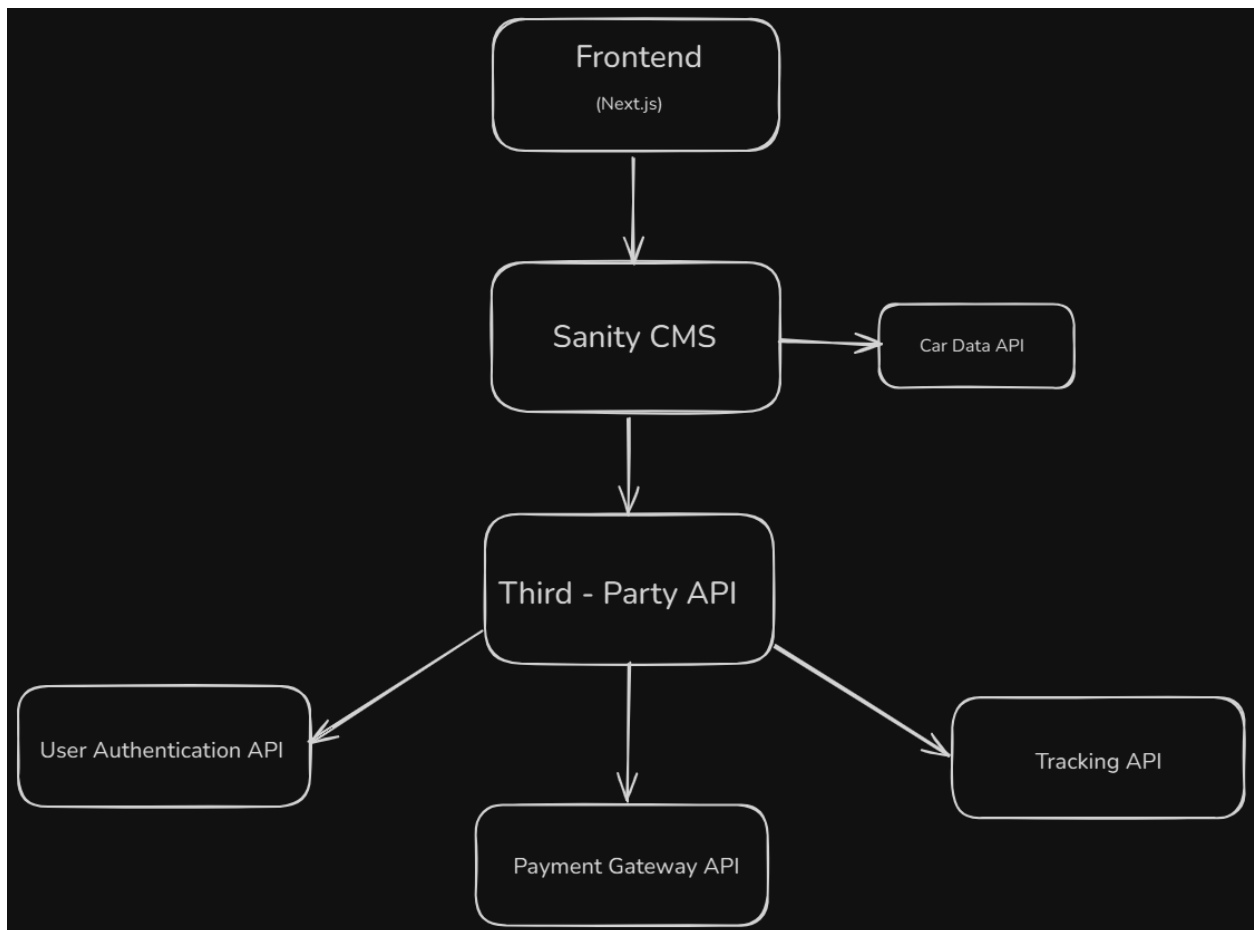 Frontend
(Next.js)
Sanity CMS
Car Data API
Third - Party API
User Authentication API
Tracking API
Payment Gateway API